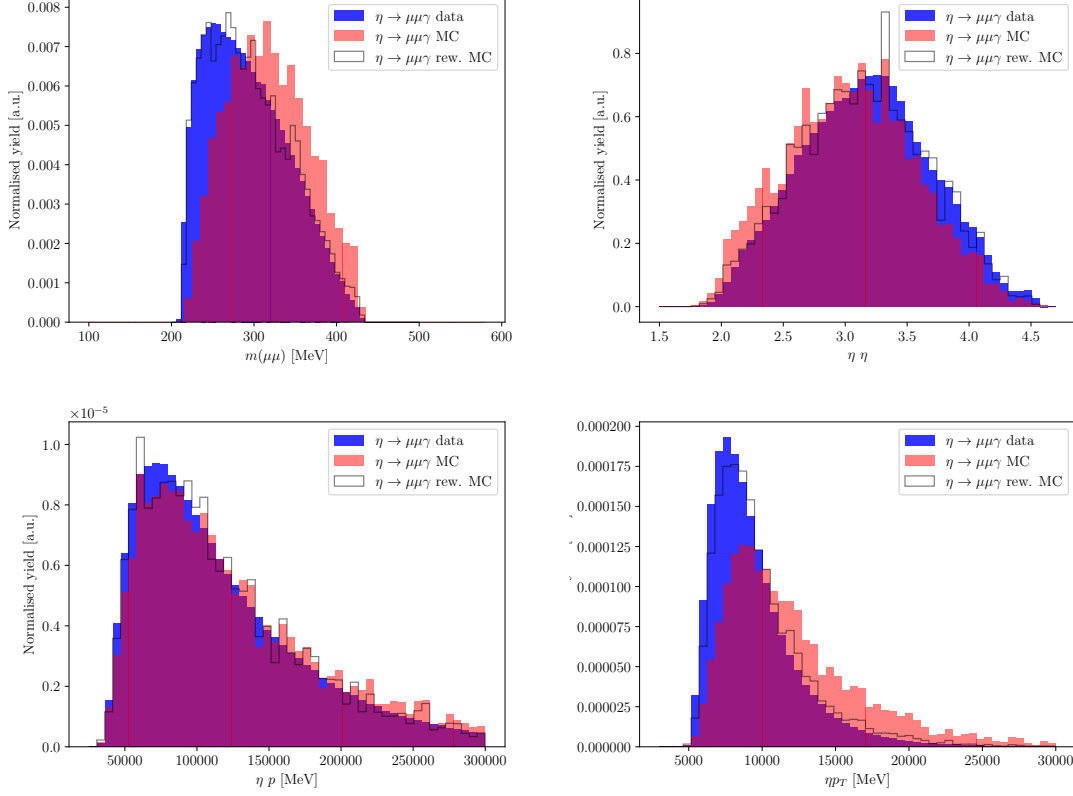 0.008
0.007
0.006
0.005
0.004
0.003
0.002
0.001
0.000
Normalised yield [a.u.]
η → μμγ data
η → μμγ MC
η → μμγ rew. MC
100 200 300 400 500 600
m(μμ) [MeV]
0.8
0.6
0.4
0.2
0.0
Normalised yield [a.u.]
η → μμγ data
η → μμγ MC
η → μμγ rew. MC
1.5 2.0 2.5 3.0 3.5 4.0 4.5
η η
×10⁻⁵
1.0
0.8
0.6
0.4
0.2
0.0
Normalised yield [a.u.]
η → μμγ data
η → μμγ MC
η → μμγ rew. MC
50000 100000 150000 200000 250000 300000
η p [MeV]
0.000200
0.000175
0.000150
0.000125
0.000100
0.000075
0.000050
0.000025
0.000000
η → μμγ data
η → μμγ MC
η → μμγ rew. MC
5000 10000 15000 20000 25000 30000
ηp_T [MeV]